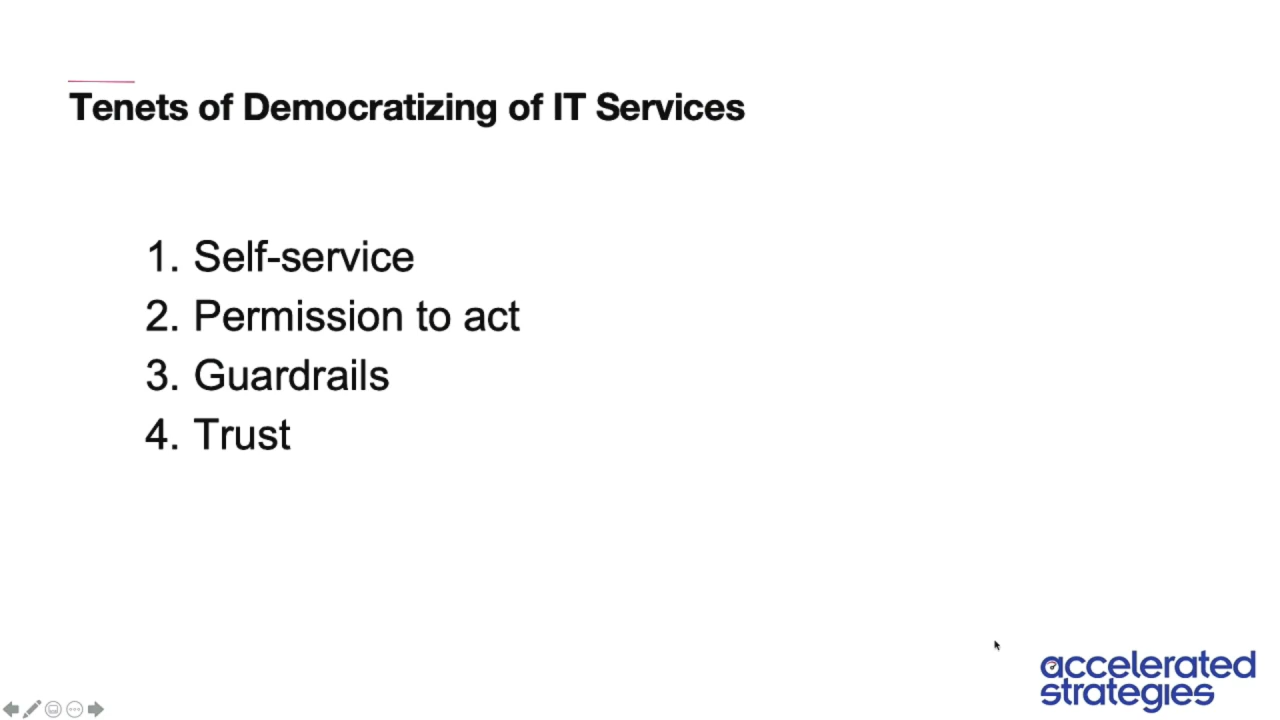 Tenets of Democratizing of IT Services
1. Self-service
2. Permission to act
3. Guardrails
4. Trust
accelerated
strategies